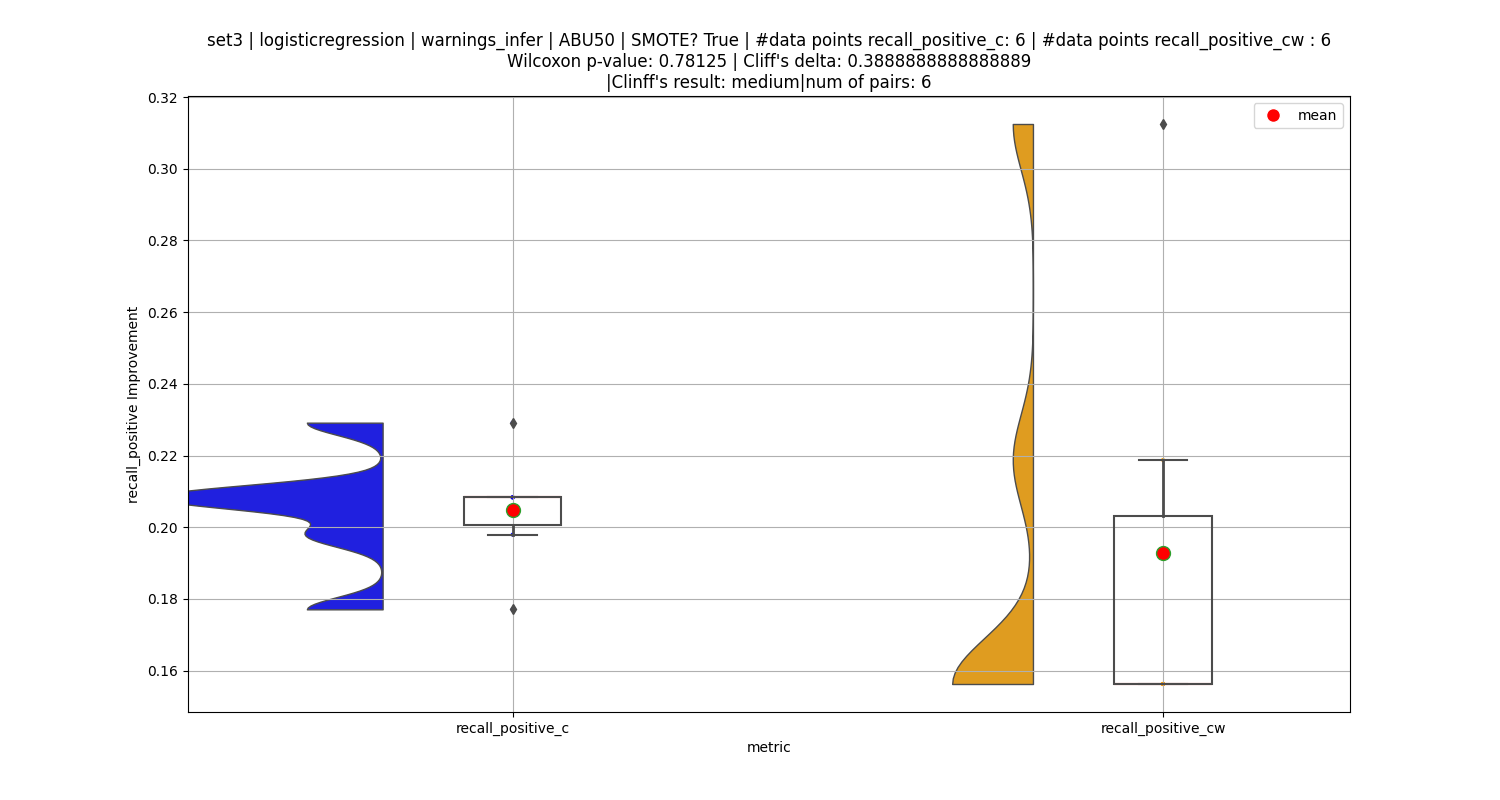 set3 | logisticregression | warnings_infer | ABU50 | SMOTE? True | #data points recall_positive_c: 6 | #data points recall_positive_cw : 6
Wilcoxon p-value: 0.78125 | Cliff's delta: 0.3888888888888889
|Clinff's result: medium|num of pairs: 6
mean
0.32
0.30
0.28
0.26
0.24
0.22
0.20
0.18
0.16
recall_positive Improvement
recall_positive_c
recall_positive_cw
metric